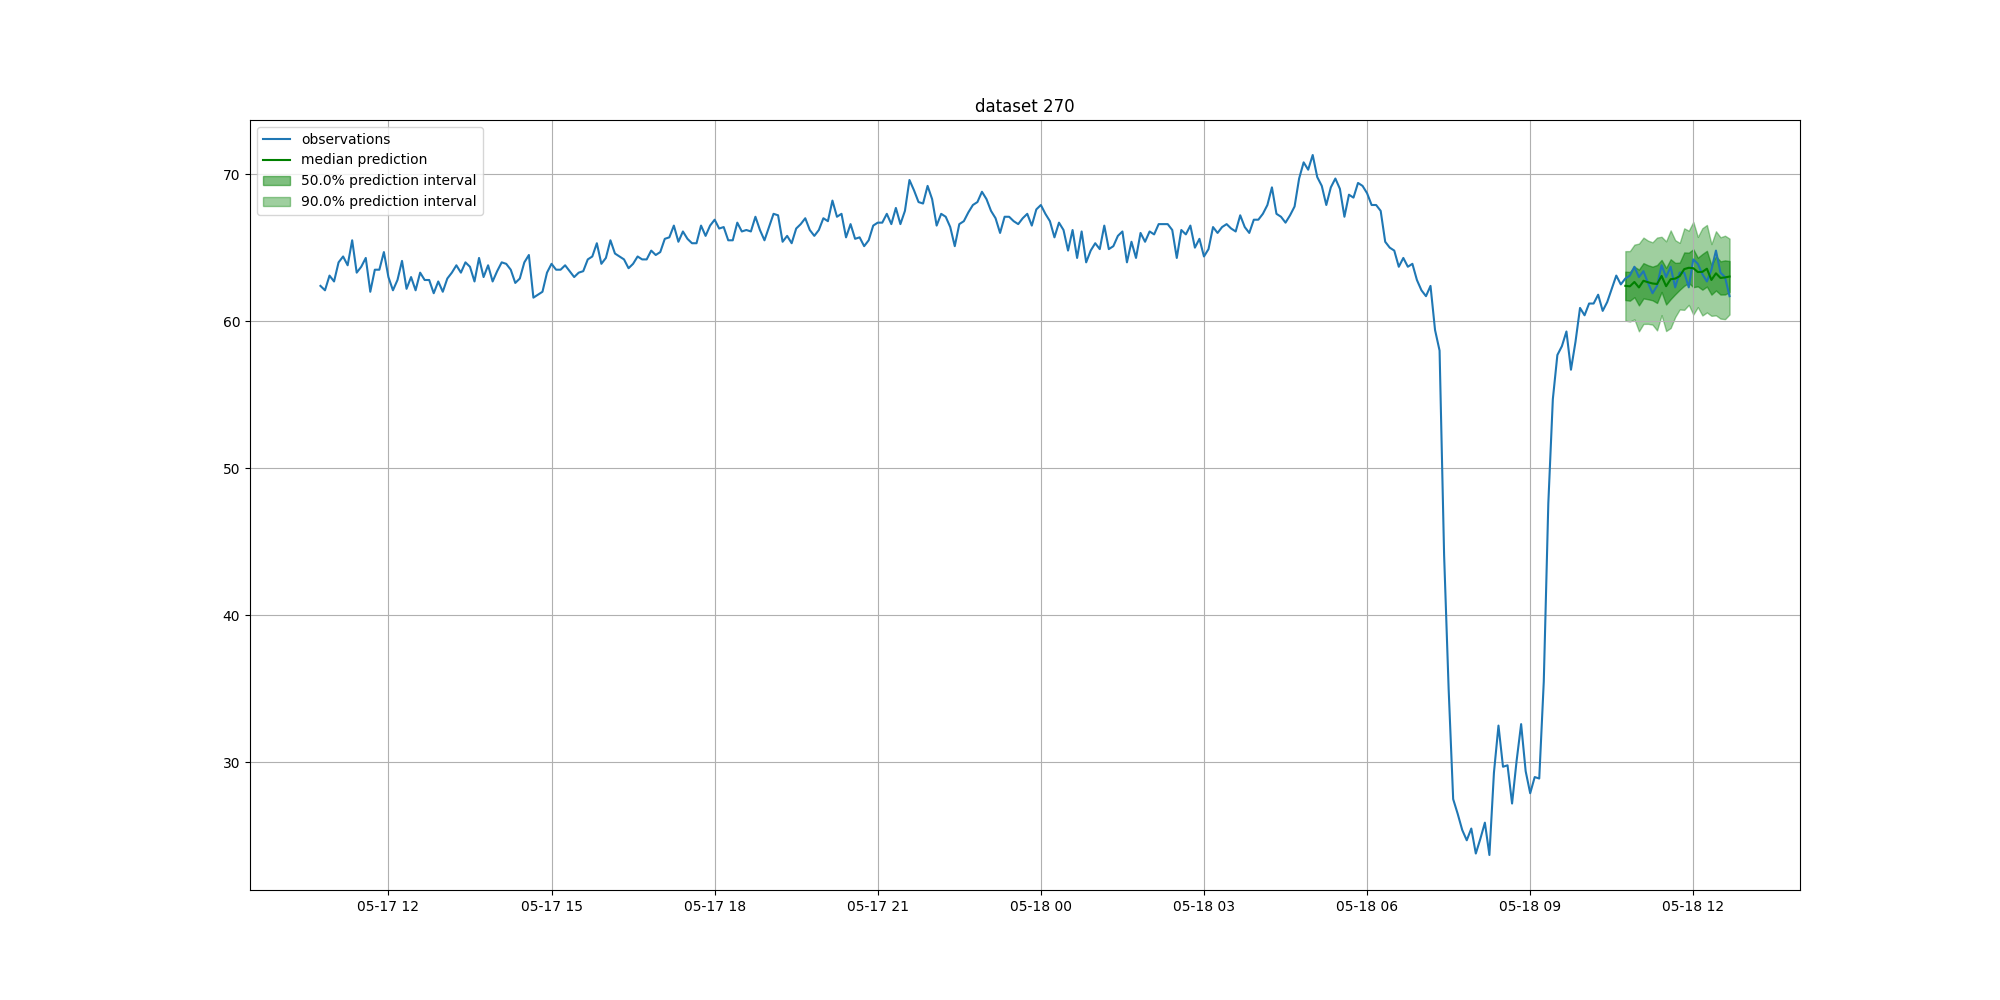 dataset 270
observations
median prediction
50.0% prediction interval
90.0% prediction interval
70
60
50
40
30
05-17 12
05-17 15
05-17 18
05-17 21
05-18 00
05-18 03
05-18 06
05-18 09
05-18 12